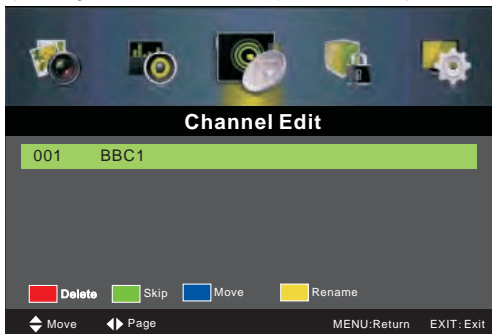 Channel Edit
001 BBC1
Delete Skip Move Rename
Move Page MENU:Return EXIT:Exit